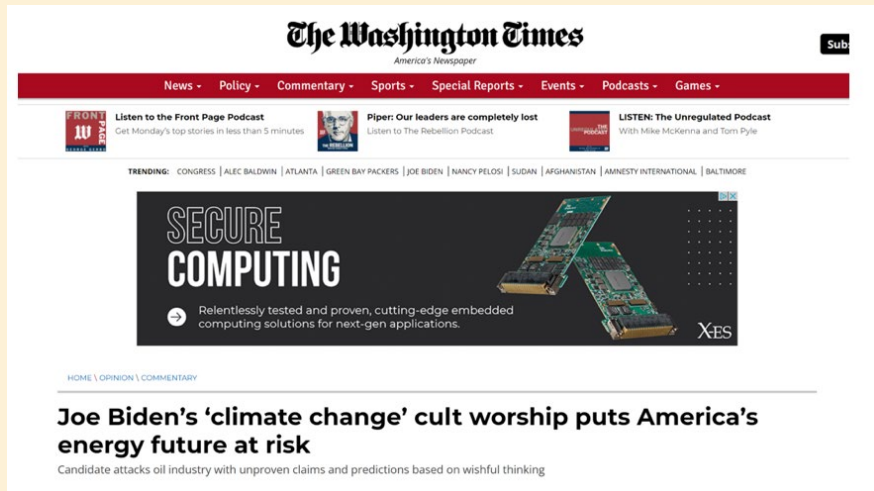 The Washington Times
America's Newspaper
Sub
News Policy Commentary Sports Special Reports Events Podcasts Games
FRONT PAGE
Listen to the Front Page Podcast
Get Monday's top stories in less than 5 minutes
Piper: Our leaders are completely lost
Listen to The Rebellion Podcast
LISTEN: The Unregulated Podcast
With Mike McKenna and Tom Pyle
TRENDING: CONGRESS | ALEC BALDWIN | ATLANTA | GREEN BAY PACKERS | JOE BIDEN | NANCY PELOSI | SUDAN | AFGHANISTAN | AMNESTY INTERNATIONAL | BALTIMORE
SECURE
COMPUTING
Relentlessly tested and proven, cutting-edge embedded
computing solutions for next-gen applications.
X-ES
HOME \ OPINION \ COMMENTARY
Joe Biden's 'climate change' cult worship puts America's
energy future at risk
Candidate attacks oil industry with unproven claims and predictions based on wishful thinking